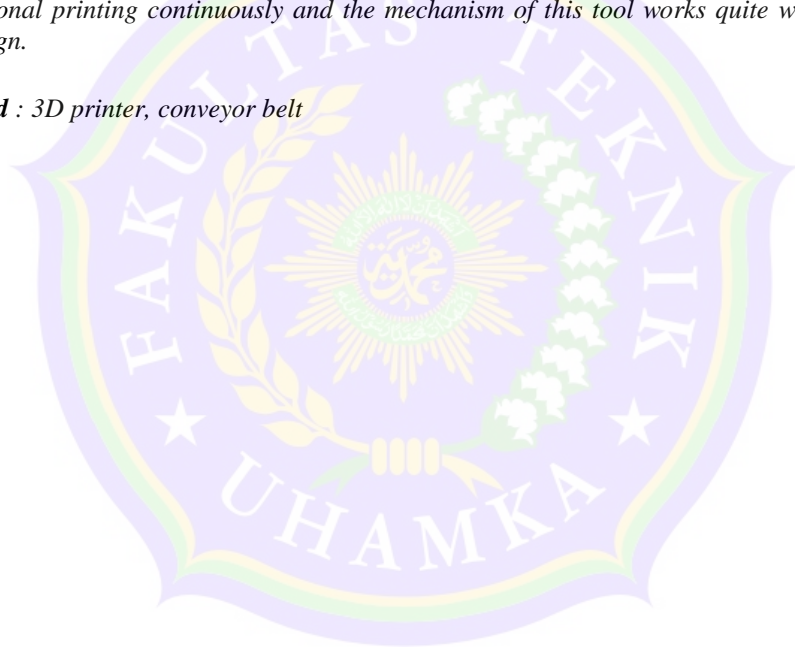 onal printing continuously and the mechanism of this tool works quite w
gn.
d : 3D printer, conveyor belt
FAKULTAS TEKNIK
محمد
UHAMKA